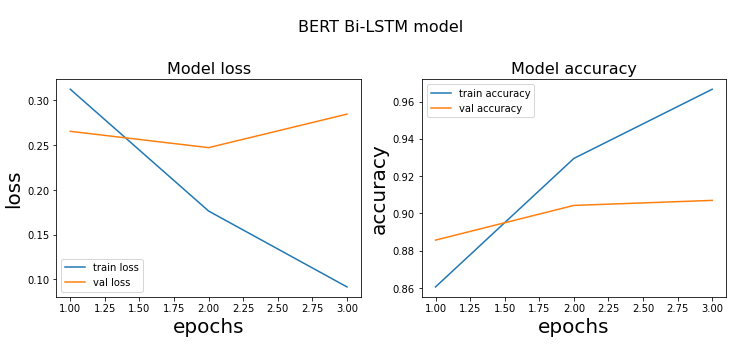 BERT Bi-LSTM model
Model loss
0.30
0.25
0.20
0.15
0.10
loss
train loss
val loss
1.00 1.25 1.50 1.75 2.00 2.25 2.50 2.75 3.00
epochs
Model accuracy
train accuracy
val accuracy
0.96
0.94
0.92
0.90
0.88
0.86
accuracy
1.00 1.25 1.50 1.75 2.00 2.25 2.50 2.75 3.00
epochs